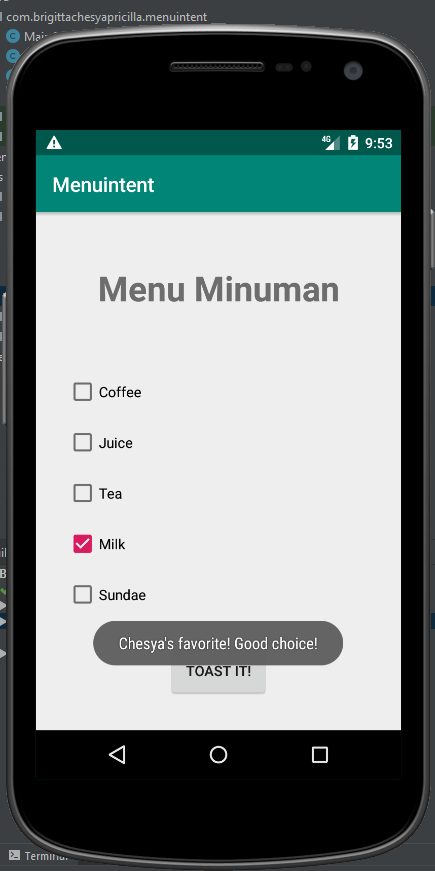 com.brigittachesyapricilla.menuintent
Mai
4G 9:53
Menuintent
Menu Minuman
Coffee
Juice
Tea
Milk
Sundae
Chesya's favorite! Good choice!
TOAST IT!
Terminal